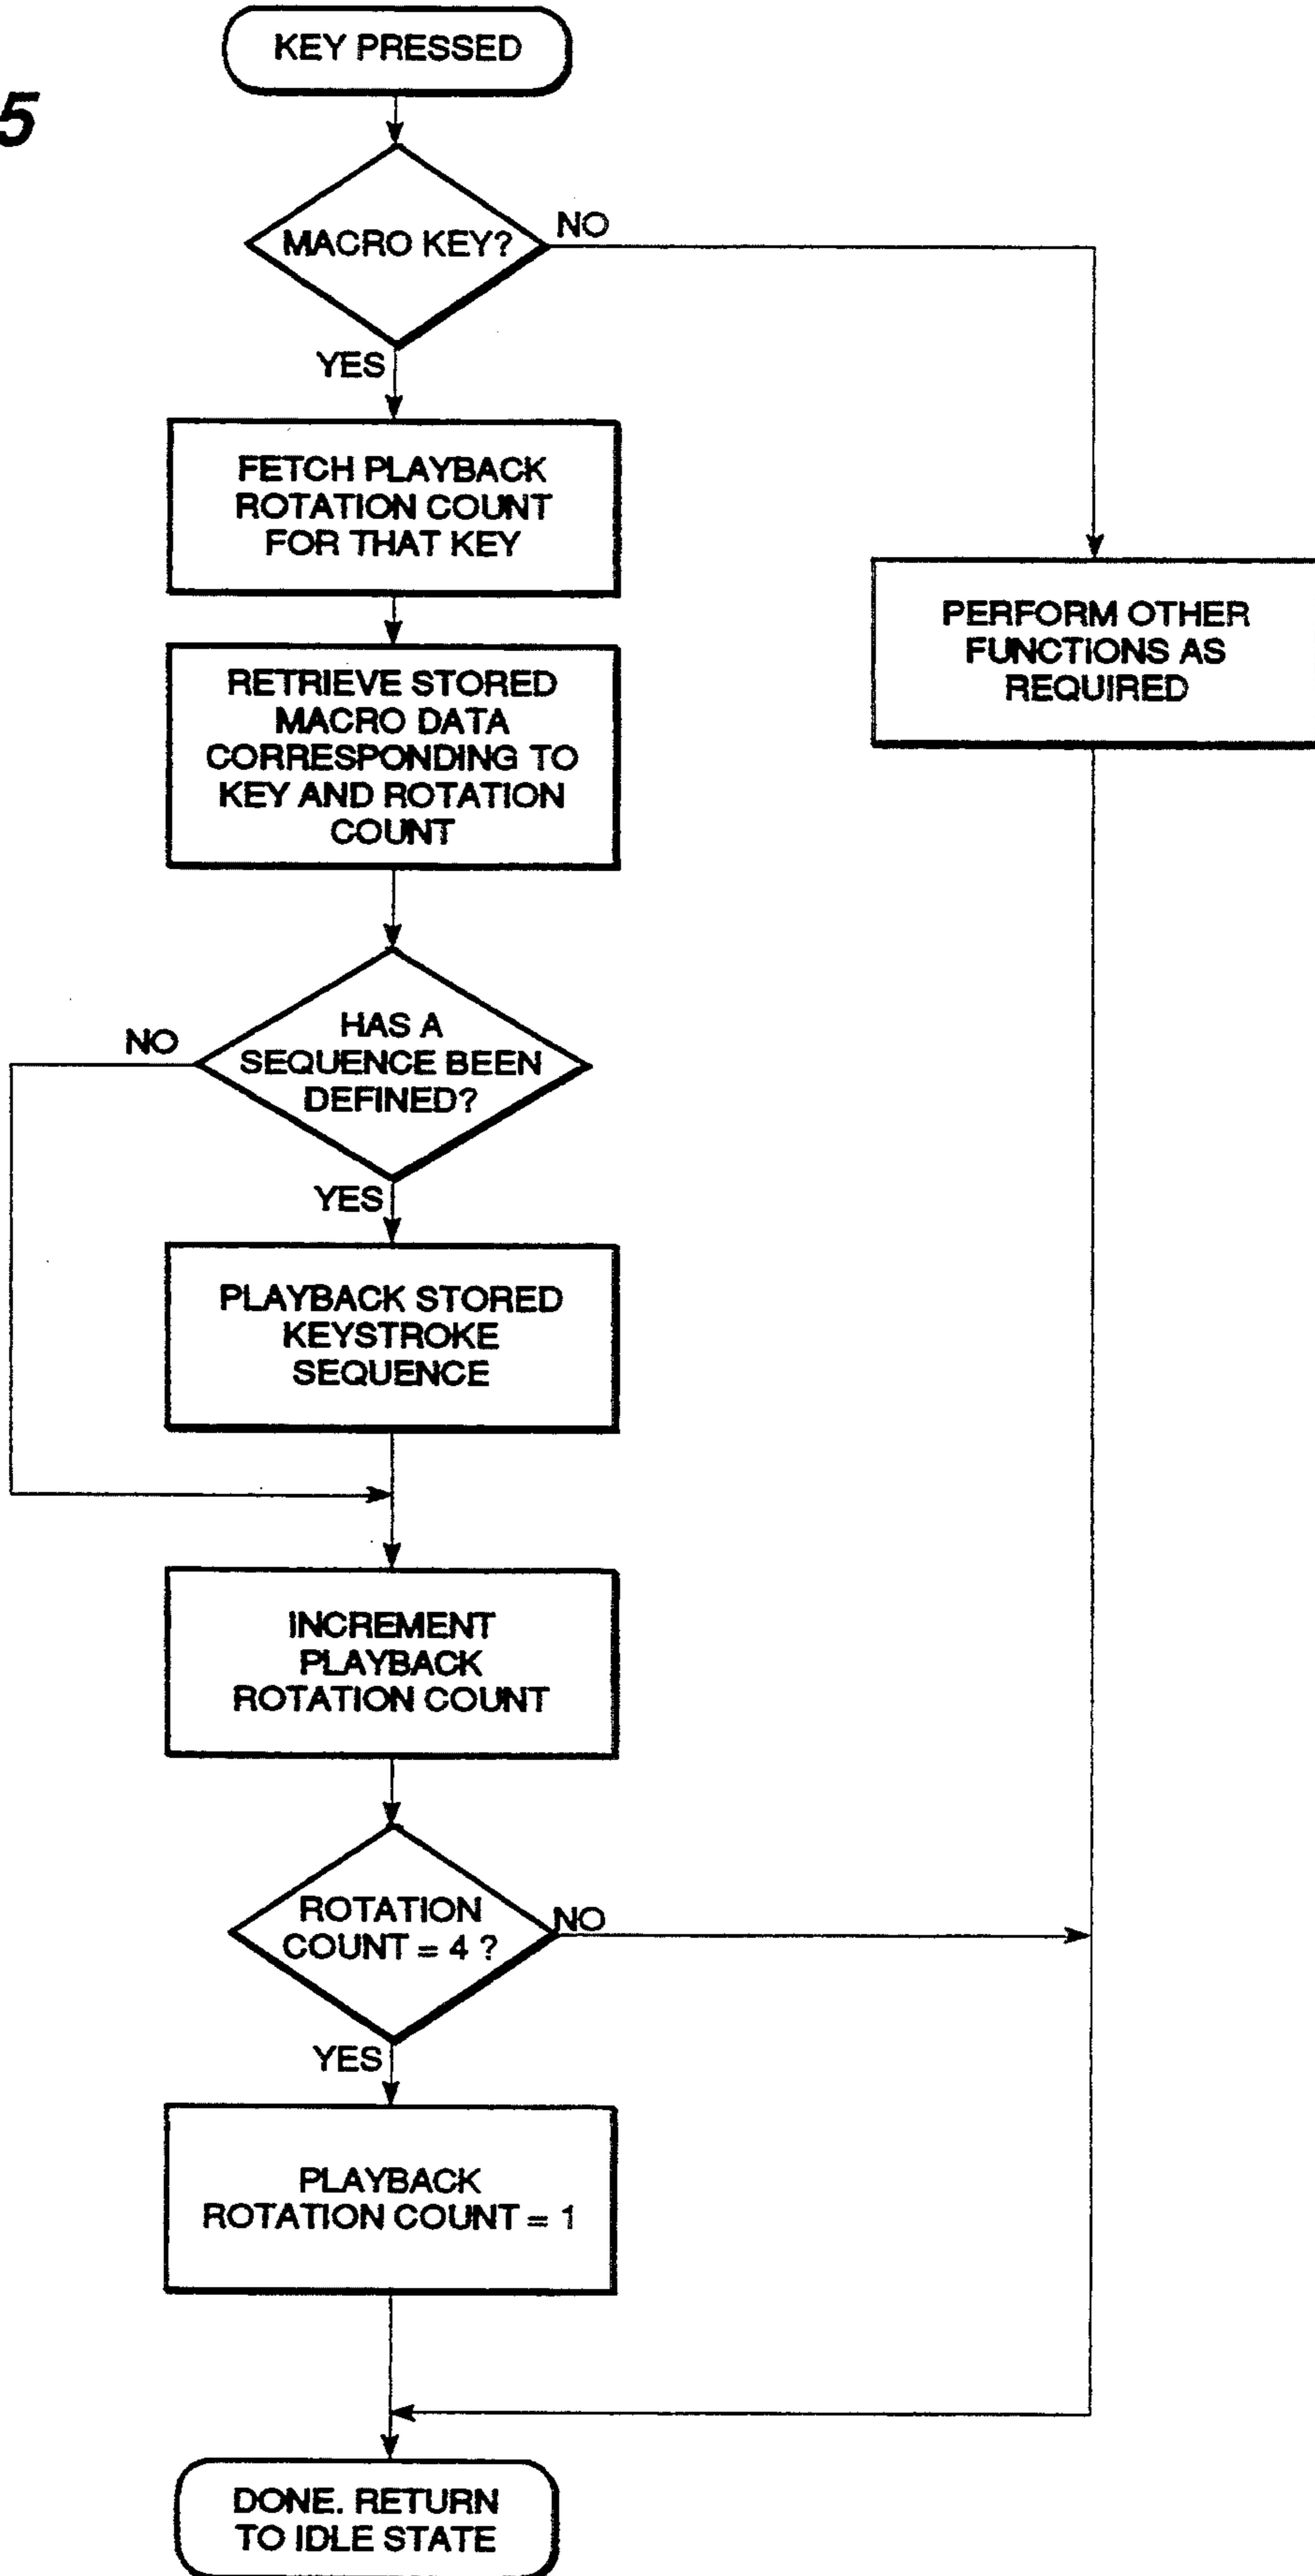 KEY PRESSED
5
MACRO KEY?
NO
YES
FETCH PLAYBACK
ROTATION COUNT
FOR THAT KEY
PERFORM OTHER
FUNCTIONS AS
REQUIRED
RETRIEVE STORED
MACRO DATA
CORRESPONDING TO
KEY AND ROTATION
COUNT
HAS A
SEQUENCE BEEN
DEFINED?
NO
YES
PLAYBACK STORED
KEYSTROKE
SEQUENCE
INCREMENT
PLAYBACK
ROTATION COUNT
ROTATION
COUNT = 4 ?
NO
YES
PLAYBACK
ROTATION COUNT = 1
DONE. RETURN
TO IDLE STATE